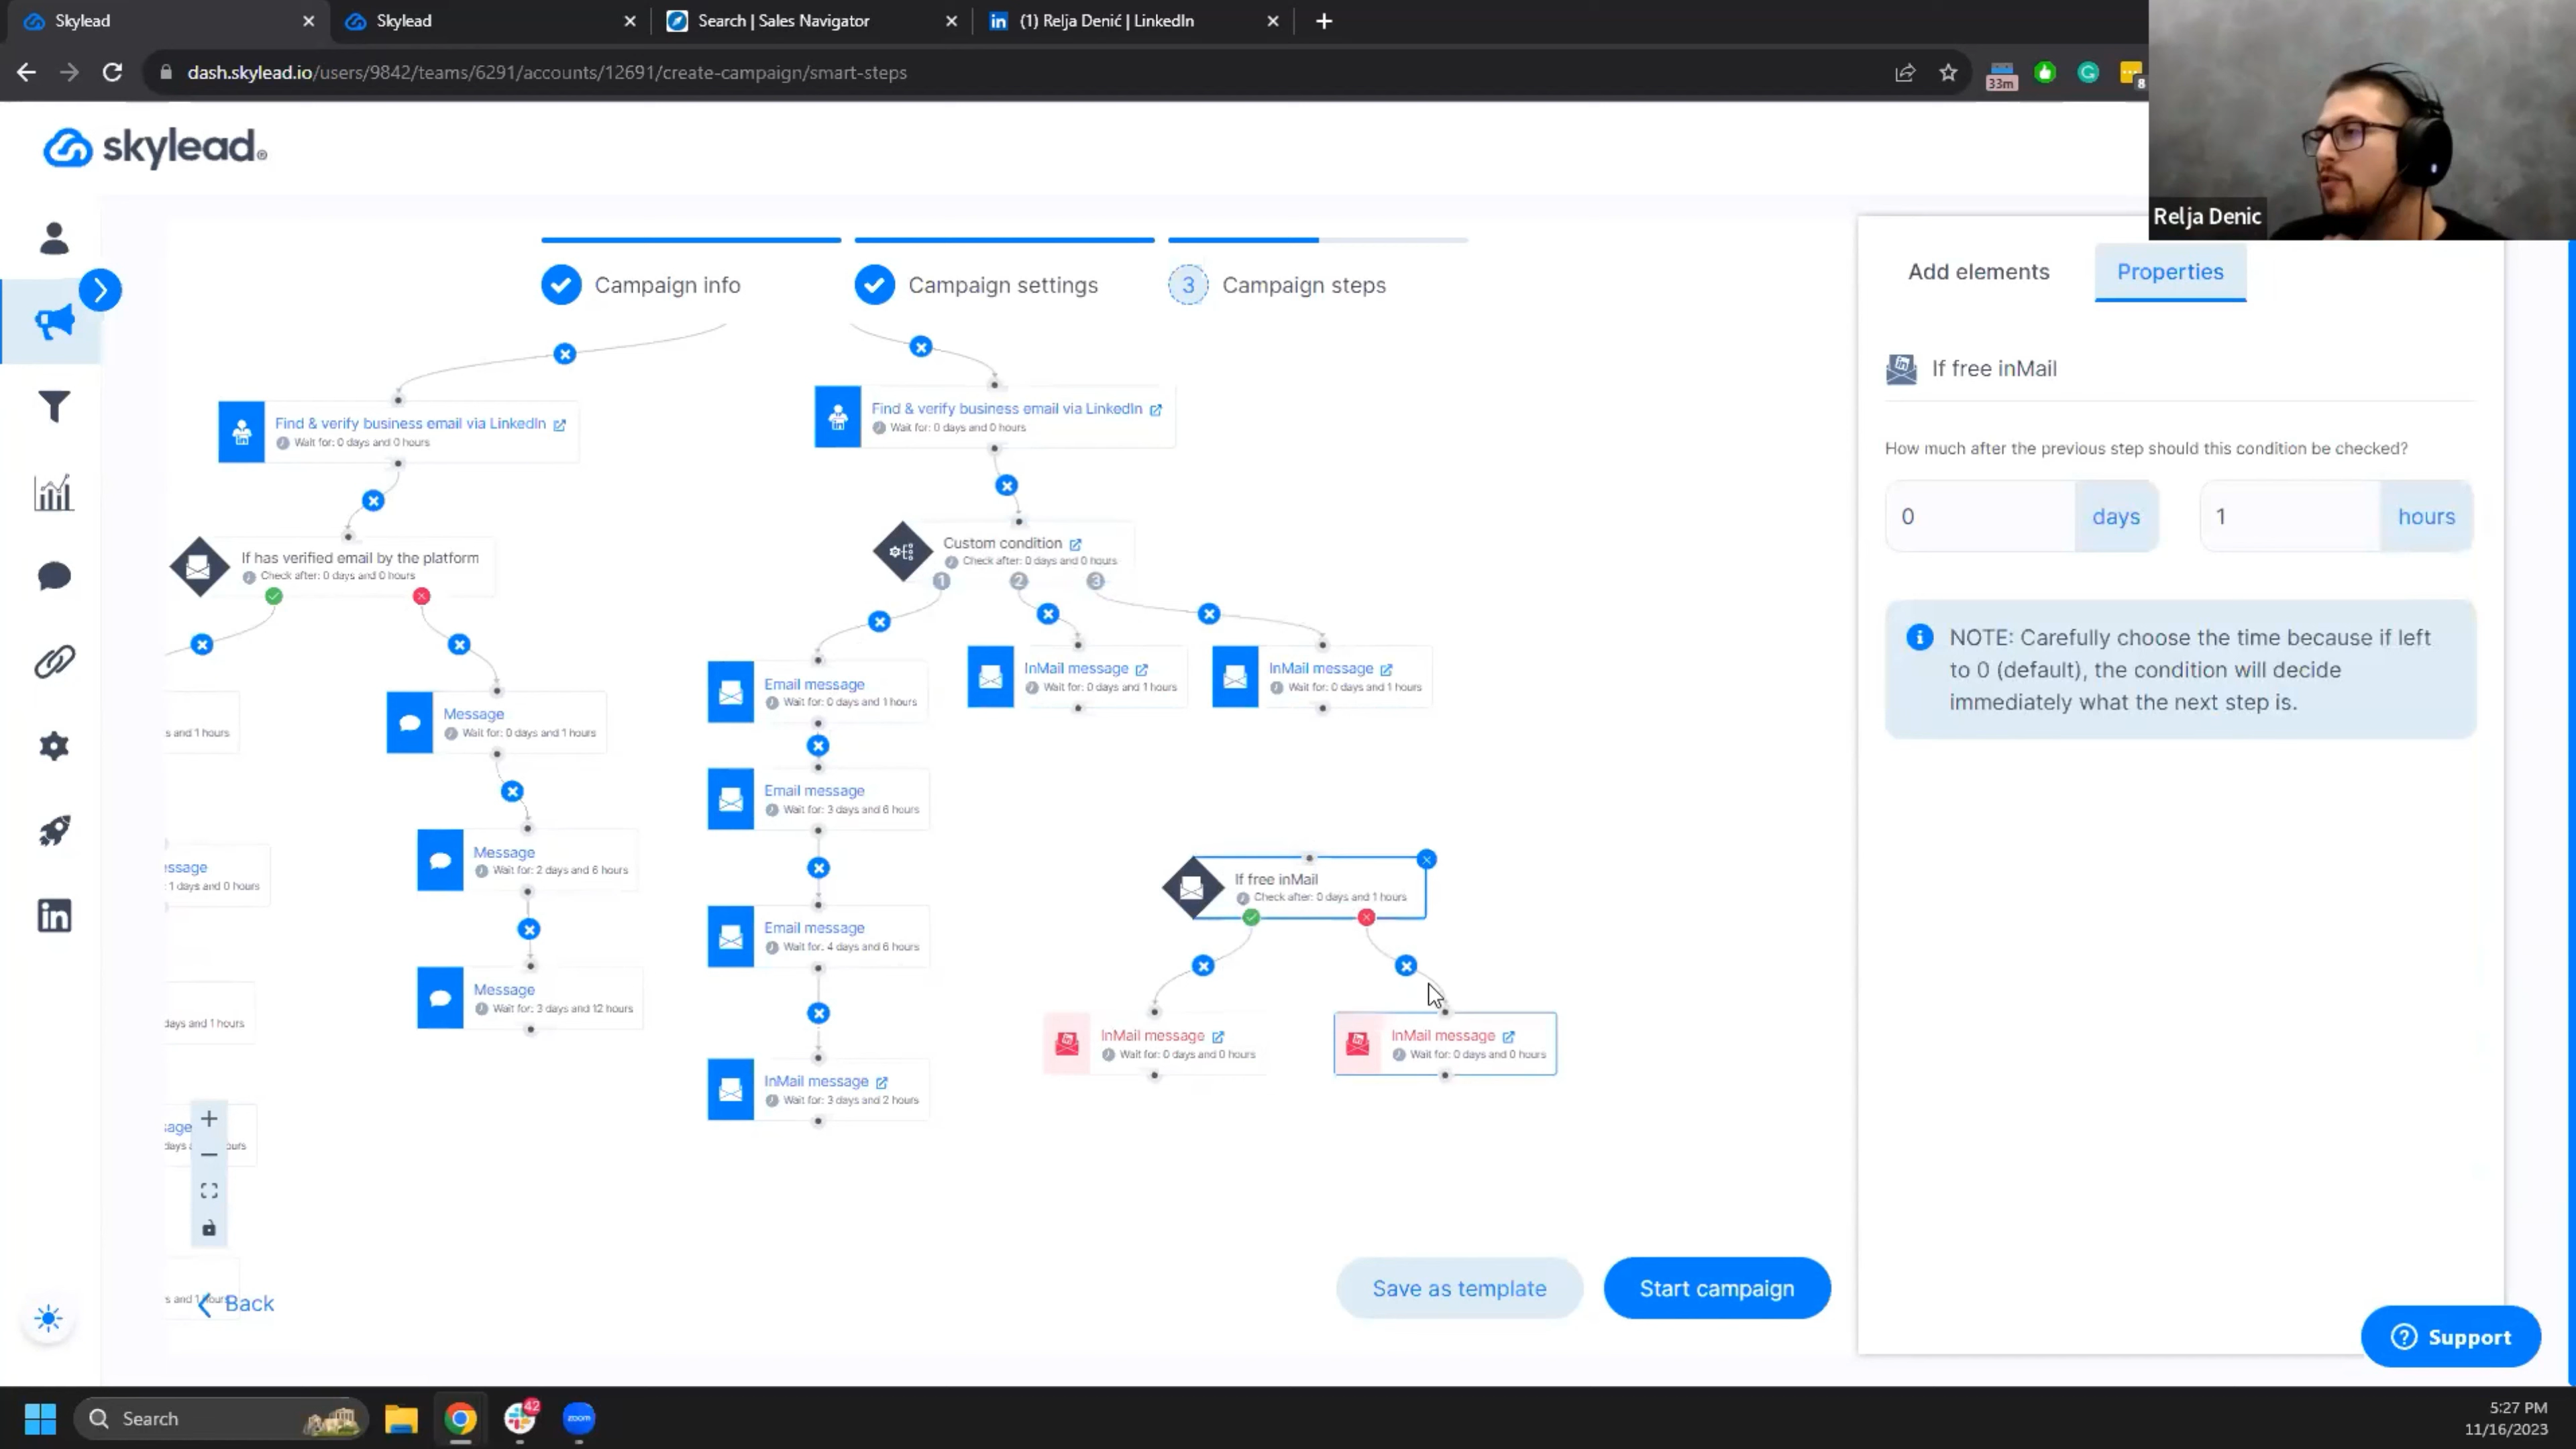 Skylead
Skylead
Search | Sales Navigator
(1) Relja Denić | LinkedIn
dash.skylead.io/users/9842/teams/6291/accounts/12691/create-campaign/smart-steps
33m
8
Relja Denic
skylead®
Campaign info
Campaign settings
3 Campaign steps
Add elements
Properties
If free inMail
How much after the previous step should this condition be checked?
0 days
1 hours
NOTE: Carefully choose the time because if left
to 0 (default), the condition will decide
immediately what the next step is.
Find & verify business email via LinkedIn
Wait for: 0 days and 0 hours
Find & verify business email via LinkedIn
Wait for: 0 days and 0 hours
If has verified email by the platform
Check after: 0 days and 0 hours
Custom condition
Check after: 0 days and 0 hours
1 2 3
s and 1 hours
Message
Wait for: 0 days and 1 hours
Email message
Wait for: 0 days and 1 hours
InMail message
Wait for: 0 days and 1 hours
InMail message
Wait for: 0 days and 1 hours
Email message
Wait for: 3 days and 6 hours
essage
: 1 days and 0 hours
Message
Wait for: 2 days and 6 hours
If free inMail
Check after: 0 days and 1 hours
Email message
Wait for: 4 days and 6 hours
days and 1 hours
Message
Wait for: 3 days and 12 hours
InMail message
Wait for: 0 days and 0 hours
InMail message
Wait for: 0 days and 0 hours
InMail message
Wait for: 3 days and 2 hours
sage
days a
ours
s and 1 hours
Back
Save as template
Start campaign
Support
Search
42
zoom
5:27 PM
11/16/2023